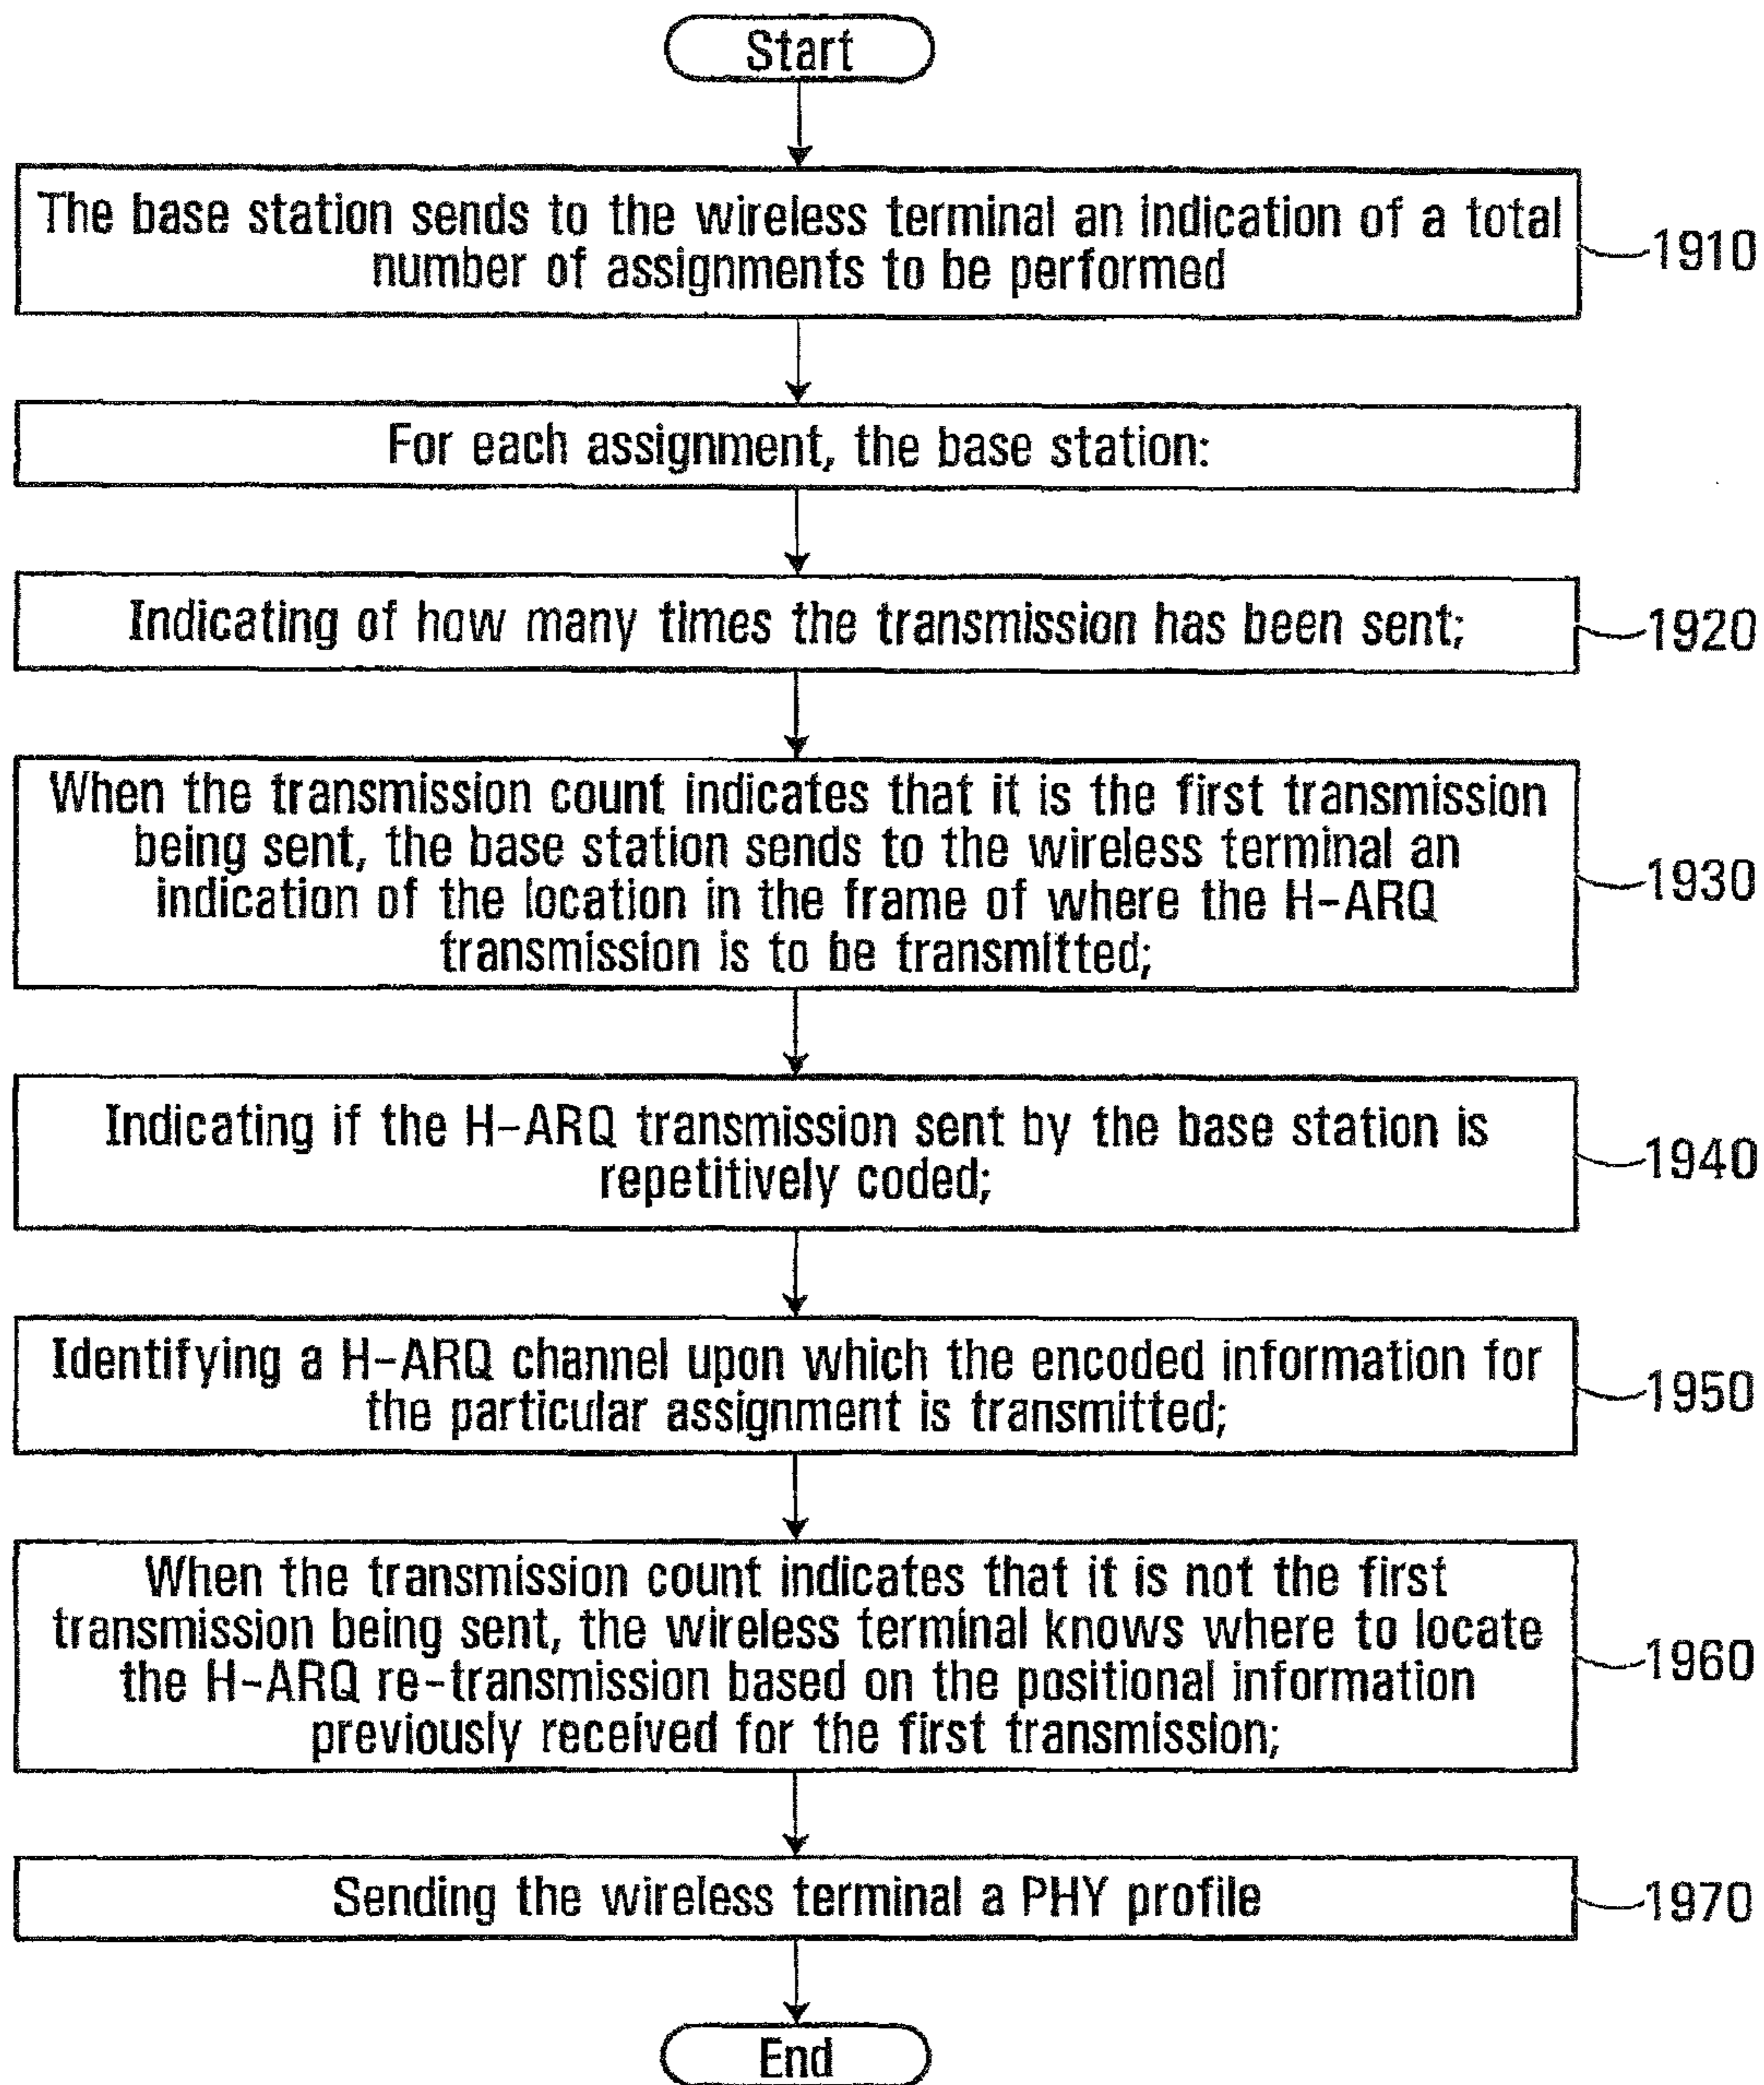 Start
The base station sends to the wireless terminal an indication of a total
number of assignments to be performed
1910
For each assignment, the base station:
Indicating of how many times the transmission has been sent;
1920
When the transmission count indicates that it is the first transmission
being sent, the base station sends to the wireless terminal an
indication of the location in the frame of where the H-ARQ
transmission is to be transmitted;
1930
Indicating if the H-ARQ transmission sent by the base station is
repetitively coded;
1940
Identifying a H-ARQ channel upon which the encoded information for
the particular assignment is transmitted;
1950
When the transmission count indicates that it is not the first
transmission being sent, the wireless terminal knows where to locate
the H-ARQ re-transmission based on the positional information
previously received for the first transmission;
1960
Sending the wireless terminal a PHY profile
1970
End